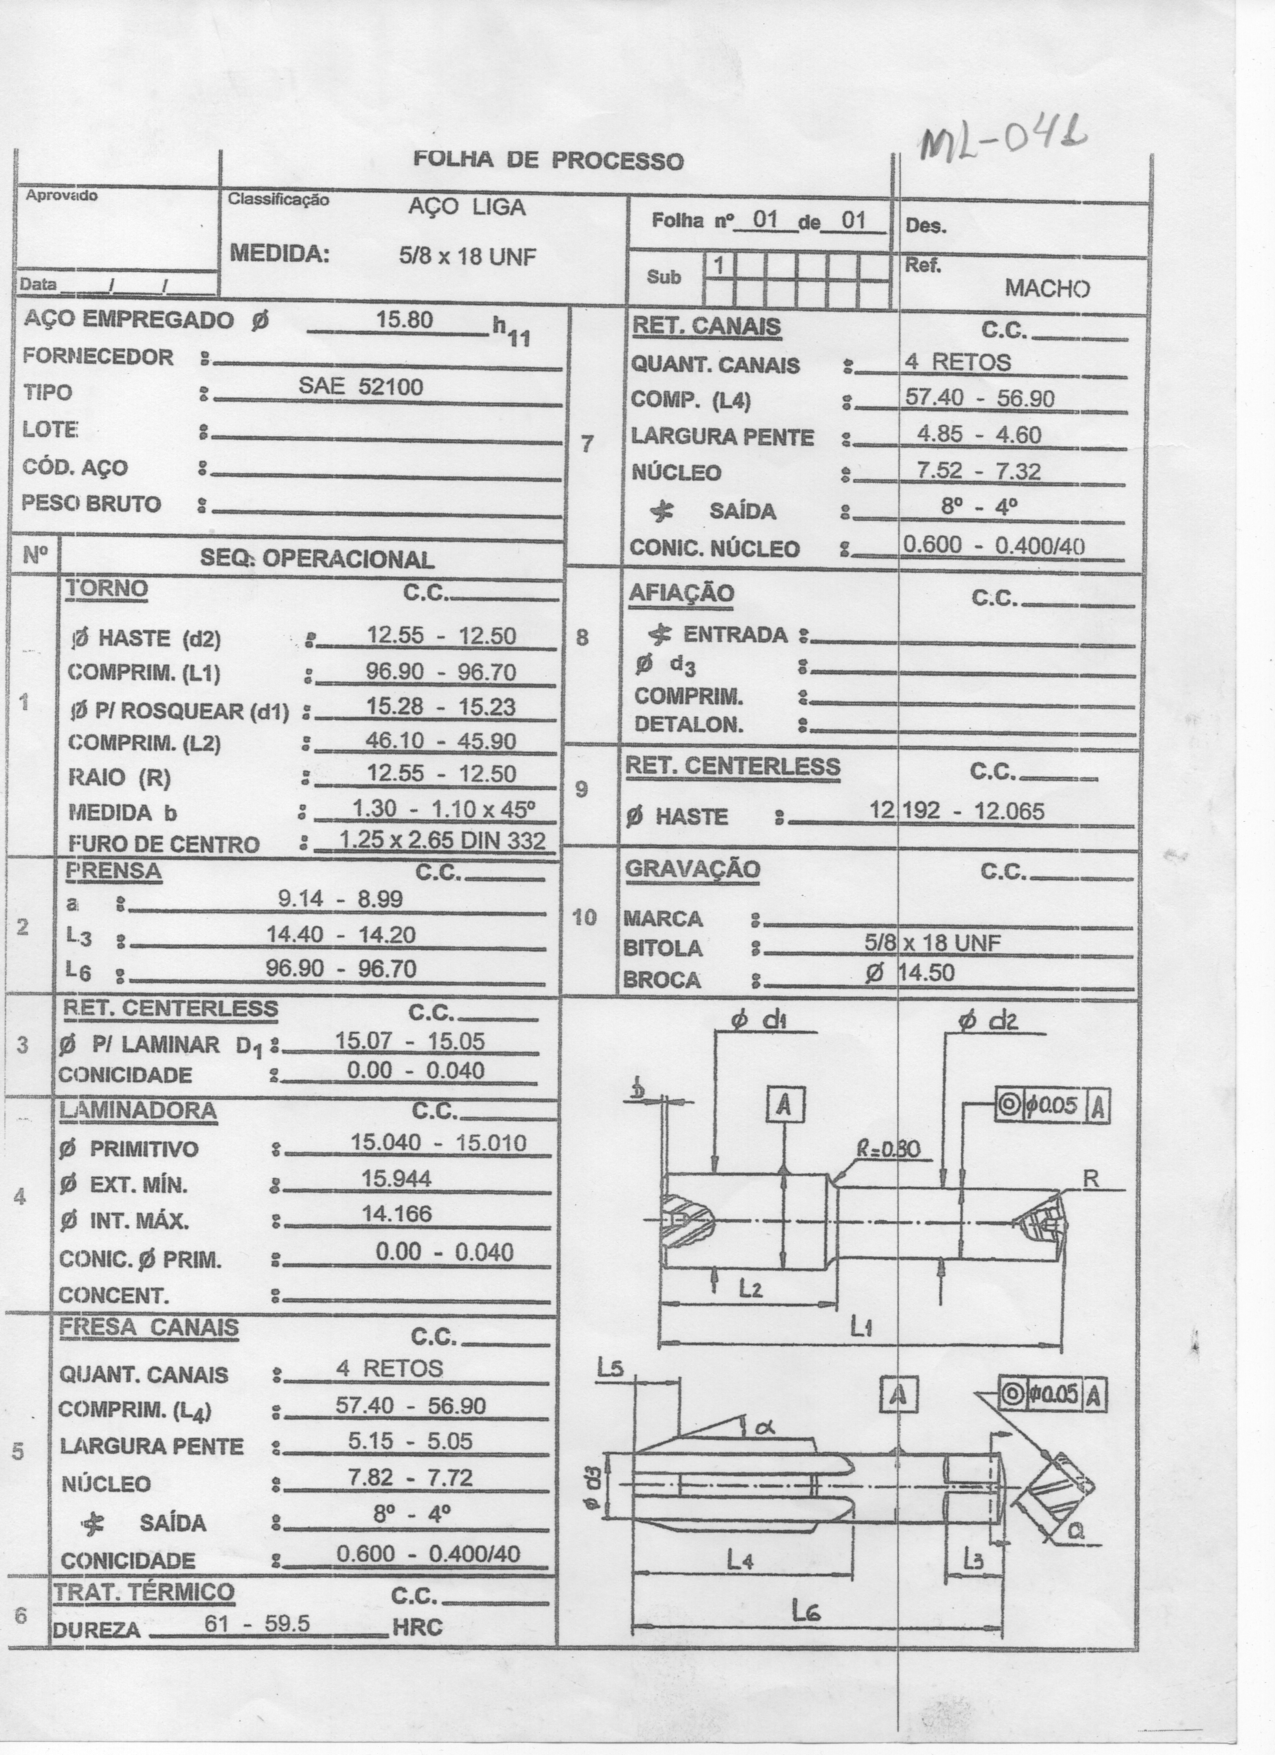 ML-041
FOLHA DE PROCESSO
Aprovado
Data / /
Classificação AÇO LIGA
MEDIDA: 5/8 x 18 UNF
Folha nº 01 de 01
Sub 1
Des.
Ref.
MACHO
AÇO EMPREGADO Ø 15.80 h11
FORNECEDOR :
TIPO : SAE 52100
LOTE :
CÓD. AÇO :
PESO BRUTO :
Nº SEQ. OPERACIONAL
1
TORNO C.C.
Ø HASTE (d2) : 12.55 - 12.50
COMPRIM. (L1) : 96.90 - 96.70
Ø P/ ROSQUEAR (d1) : 15.28 - 15.23
COMPRIM. (L2) : 46.10 - 45.90
RAIO (R) : 12.55 - 12.50
MEDIDA b : 1.30 - 1.10 x 45º
FURO DE CENTRO : 1.25 x 2.65 DIN 332
2
PRENSA C.C.
a : 9.14 - 8.99
L3 : 14.40 - 14.20
L6 : 96.90 - 96.70
3
RET. CENTERLESS C.C.
Ø P/ LAMINAR D1 : 15.07 - 15.05
CONICIDADE : 0.00 - 0.040
4
LAMINADORA C.C.
Ø PRIMITIVO : 15.040 - 15.010
Ø EXT. MÍN. : 15.944
Ø INT. MÁX. : 14.166
CONIC. Ø PRIM. : 0.00 - 0.040
CONCENT. :
5
FRESA CANAIS C.C.
QUANT. CANAIS : 4 RETOS
COMPRIM. (L4) : 57.40 - 56.90
LARGURA PENTE : 5.15 - 5.05
NÚCLEO : 7.82 - 7.72
SAÍDA : 8º - 4º
CONICIDADE : 0.600 - 0.400/40
6
TRAT. TÉRMICO C.C.
DUREZA 61 - 59.5 HRC
7
RET. CANAIS C.C.
QUANT. CANAIS : 4 RETOS
COMP. (L4) : 57.40 - 56.90
LARGURA PENTE : 4.85 - 4.60
NÚCLEO : 7.52 - 7.32
SAÍDA : 8º - 4º
CONIC. NÚCLEO : 0.600 - 0.400/40
8
AFIAÇÃO C.C.
ENTRADA :
Ø d3 :
COMPRIM. :
DETALON. :
9
RET. CENTERLESS C.C.
Ø HASTE : 12.192 - 12.065
10
GRAVAÇÃO C.C.
MARCA :
BITOLA : 5/8 x 18 UNF
BROCA : Ø 14.50
Ø d1
Ø d2
b
A
Ø0.05 A
R=0.80
R
L2
L1
L5
A
Ø0.05 A
α
Ø d3
a
L4
L3
L6